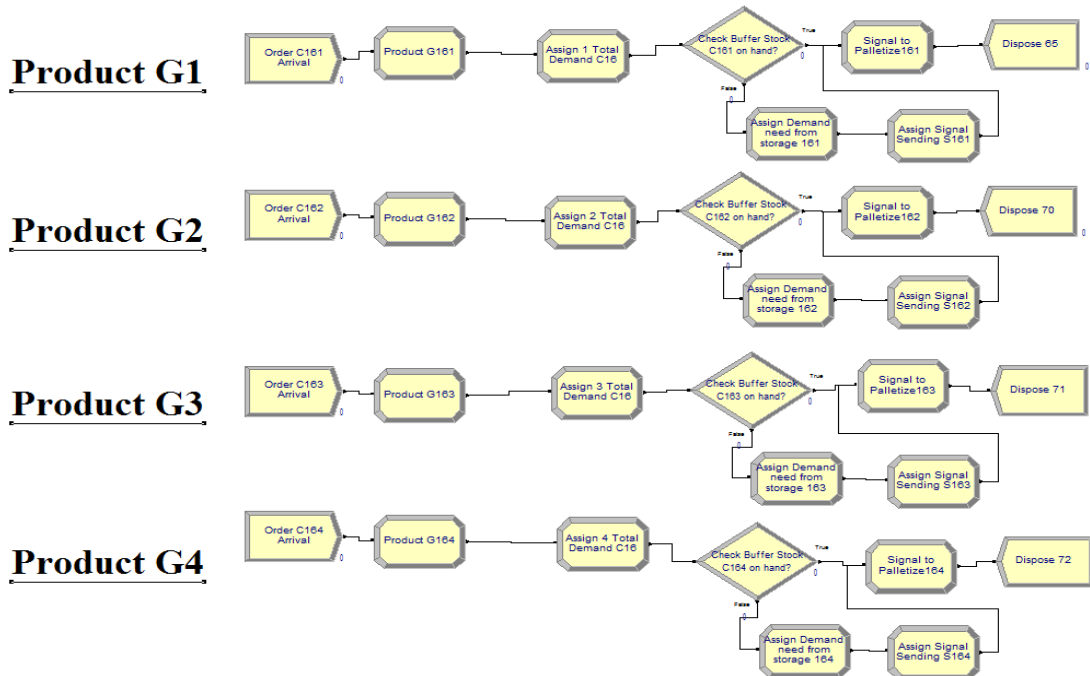 Product G1
Order C161
Arrival
0
Product G161
Assign 1 Total
Demand C16
Check Buffer Stock
C161 on hand?
True
0
False
0
Signal to
Palletize161
Dispose 65
0
Assign Demand
need from
storage 161
Assign Signal
Sending S161
Product G2
Order C162
Arrival
0
Product G162
Assign 2 Total
Demand C16
Check Buffer Stock
C162 on hand?
True
0
False
0
Signal to
Palletize162
Dispose 70
0
Assign Demand
need from
storage 162
Assign Signal
Sending S162
Product G3
Order C163
Arrival
0
Product G163
Assign 3 Total
Demand C16
Check Buffer Stock
C163 on hand?
True
0
False
0
Signal to
Palletize163
Dispose 71
Assign Demand
need from
storage 163
Assign Signal
Sending S163
Product G4
Order C164
Arrival
0
Product G164
Assign 4 Total
Demand C16
Check Buffer Stock
C164 on hand?
True
0
False
0
Signal to
Palletize164
Dispose 72
Assign Demand
need from
storage 164
Assign Signal
Sending S164